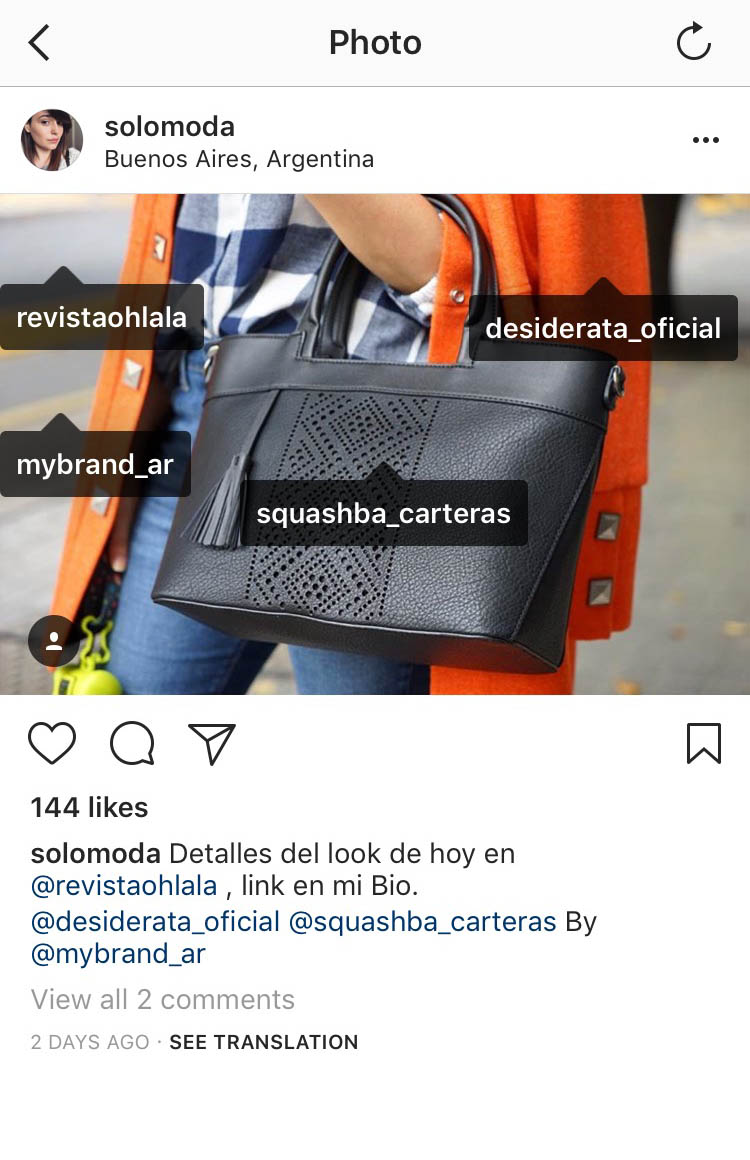 Photo
solomoda
Buenos Aires, Argentina
revistaohlala
desiderata_oficial
mybrand_ar
squashba_carteras
144 likes
solomoda Detalles del look de hoy en
@revistaohlala , link en mi Bio.
@desiderata_oficial @squashba_carteras By
@mybrand_ar
View all 2 comments
2 DAYS AGO · SEE TRANSLATION